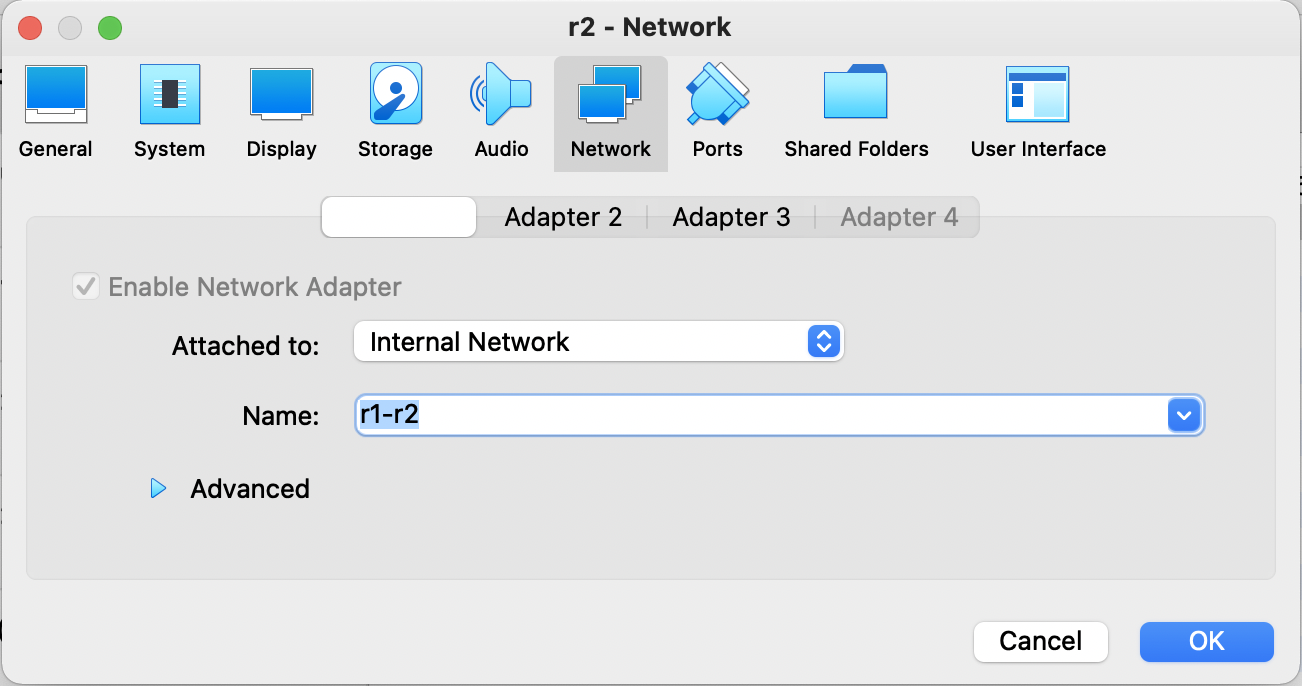 r2 - Network
General System Display Storage Audio Network Ports Shared Folders User Interface
Adapter 2 Adapter 3 Adapter 4
Enable Network Adapter
Attached to: Internal Network
Name: r1-r2
Advanced
Cancel OK